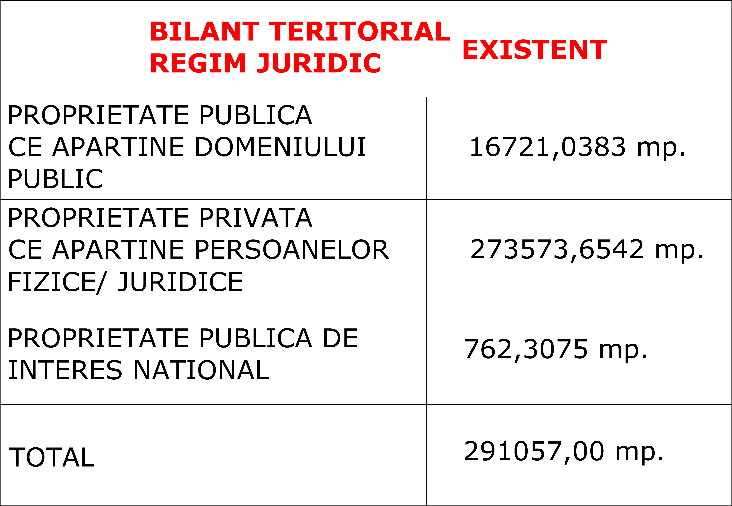 BILANT TERITORIAL
REGIM JURIDIC
EXISTENT
PROPRIETATE PUBLICA
CE APARTINE DOMENIULUI
PUBLIC
16721,0383 mp.
PROPRIETATE PRIVATA
CE APARTINE PERSOANELOR
FIZICE/ JURIDICE
273573,6542 mp.
PROPRIETATE PUBLICA DE
INTERES NATIONAL
762,3075 mp.
TOTAL
291057,00 mp.